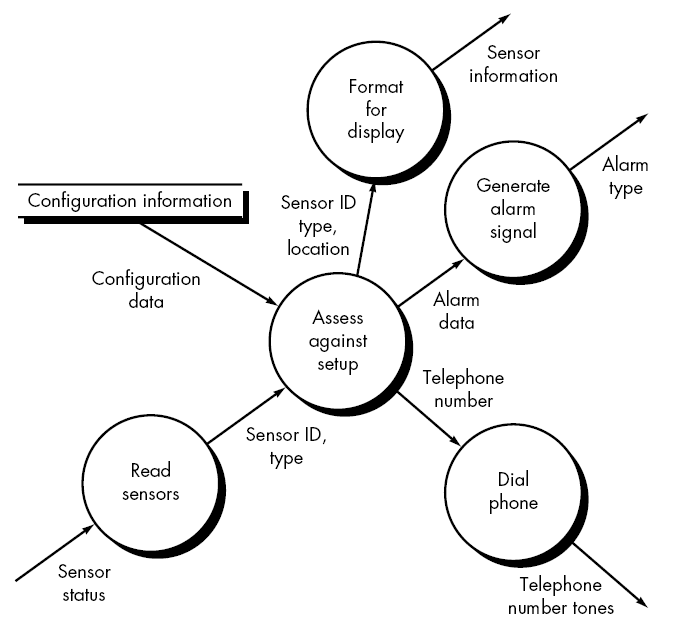 Sensor
information
Format
for
display
Alarm
type
Generate
alarm
signal
Configuration information
Sensor ID
type,
location
Configuration
data
Alarm
data
Assess
against
setup
Telephone
number
Sensor ID,
type
Read
sensors
Dial
phone
Sensor
status
Telephone
number tones